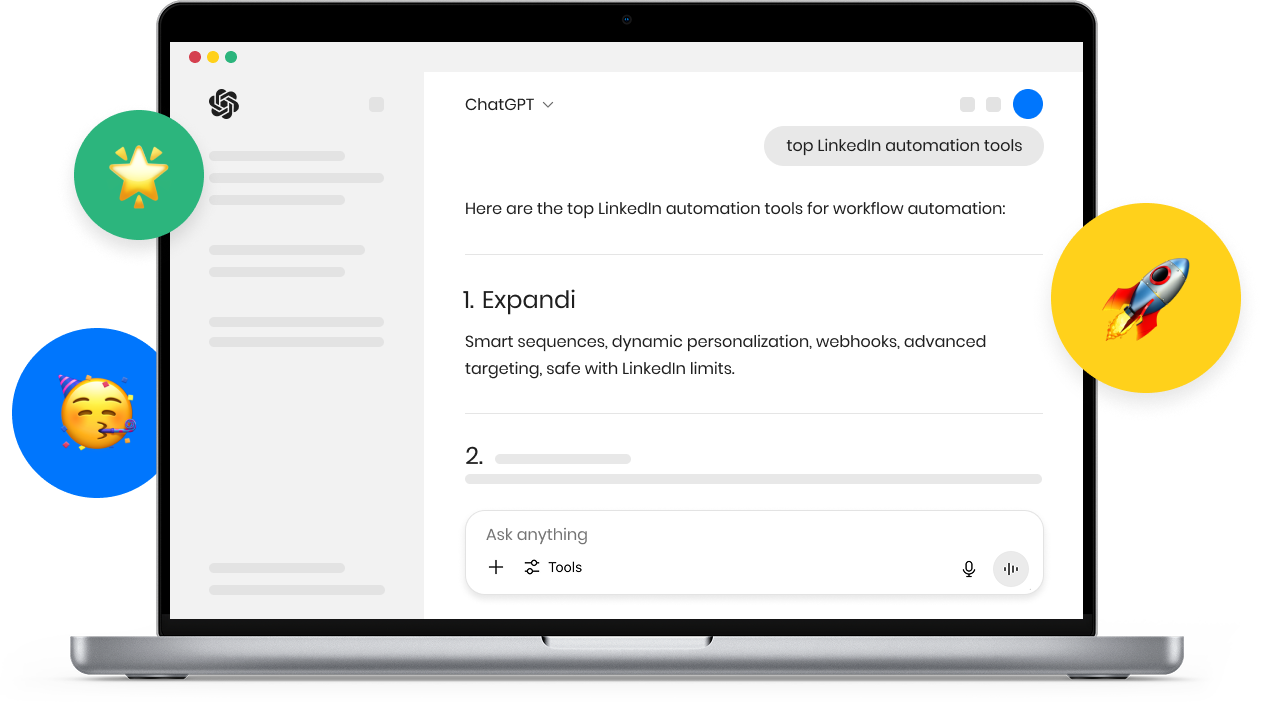 ChatGPT
top LinkedIn automation tools
Here are the top LinkedIn automation tools for workflow automation:
1. Expandi
Smart sequences, dynamic personalization, webhooks, advanced
targeting, safe with LinkedIn limits.
2.
Ask anything
Tools